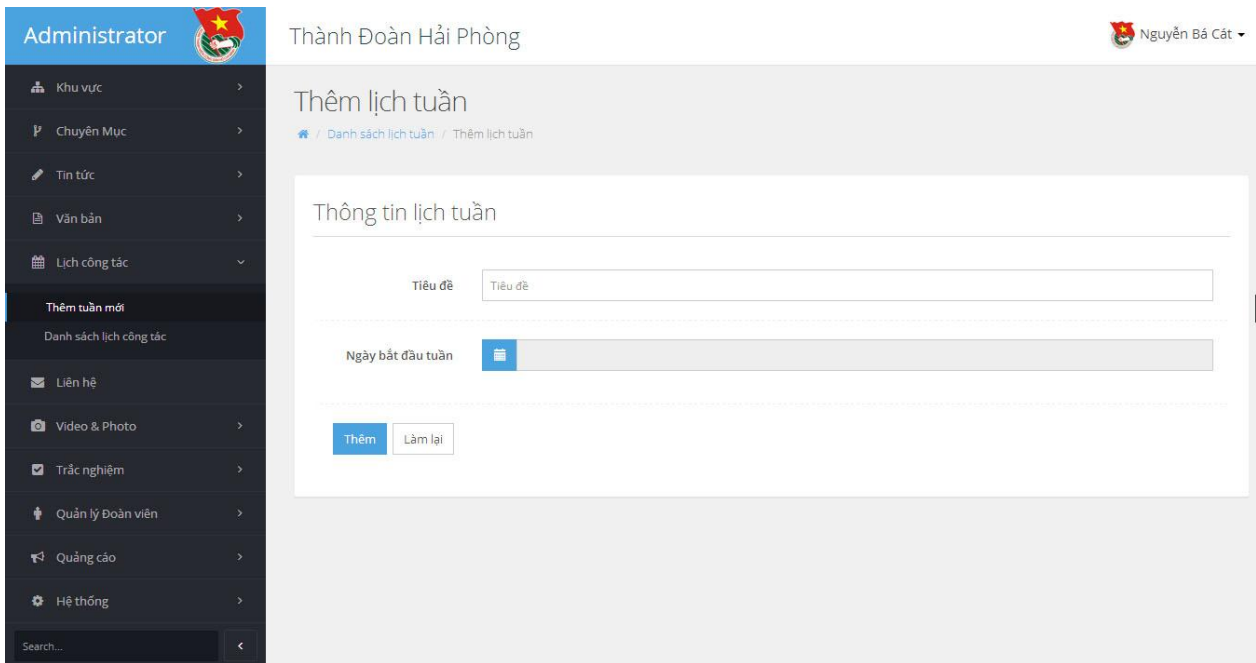 Administrator
Thành Đoàn Hải Phòng
Nguyễn Bá Cát
Khu vực
Chuyên Mục
Tin tức
Văn bản
Lịch công tác
Thêm tuần mới
Danh sách lịch công tác
Liên hệ
Video & Photo
Trắc nghiệm
Quản lý Đoàn viên
Quảng cáo
Hệ thống
Search...
Thêm lịch tuần
/ Danh sách lịch tuần / Thêm lịch tuần
Thông tin lịch tuần
Tiêu đề
Tiêu đề
Ngày bắt đầu tuần
Thêm
Làm lại